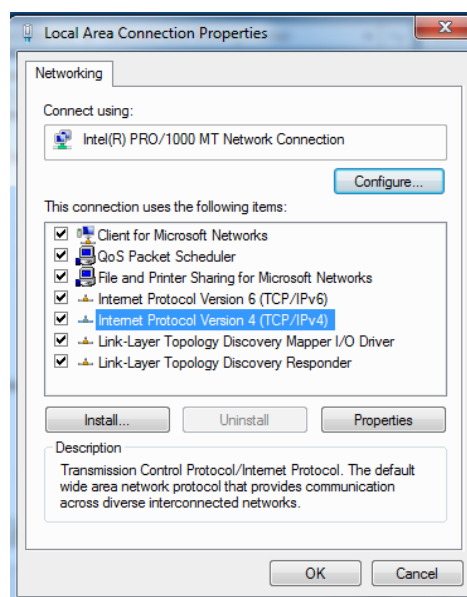 Local Area Connection Properties
Networking
Connect using:
Intel(R) PRO/1000 MT Network Connection
Configure...
This connection uses the following items:
Client for Microsoft Networks
QoS Packet Scheduler
File and Printer Sharing for Microsoft Networks
Internet Protocol Version 6 (TCP/IPv6)
Internet Protocol Version 4 (TCP/IPv4)
Link-Layer Topology Discovery Mapper I/O Driver
Link-Layer Topology Discovery Responder
Install... Uninstall Properties
Description
Transmission Control Protocol/Internet Protocol. The default
wide area network protocol that provides communication
across diverse interconnected networks.
OK Cancel